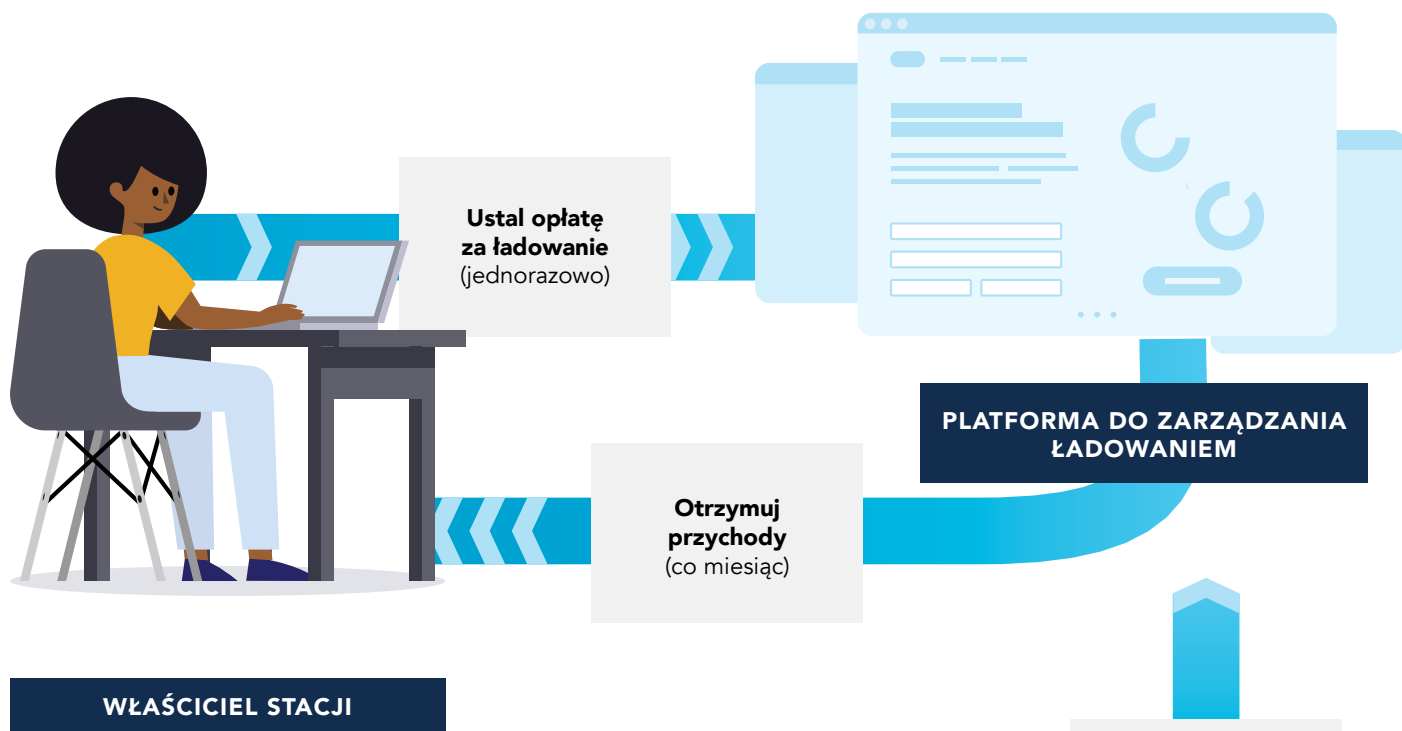 Ustal opłatę
za ładowanie
(jednorazowo)
PLATFORMA DO ZARZĄDZANIA
ŁADOWANIEM
Otrzymuj
przychody
(co miesiąc)
WŁAŚCICIEL STACJI